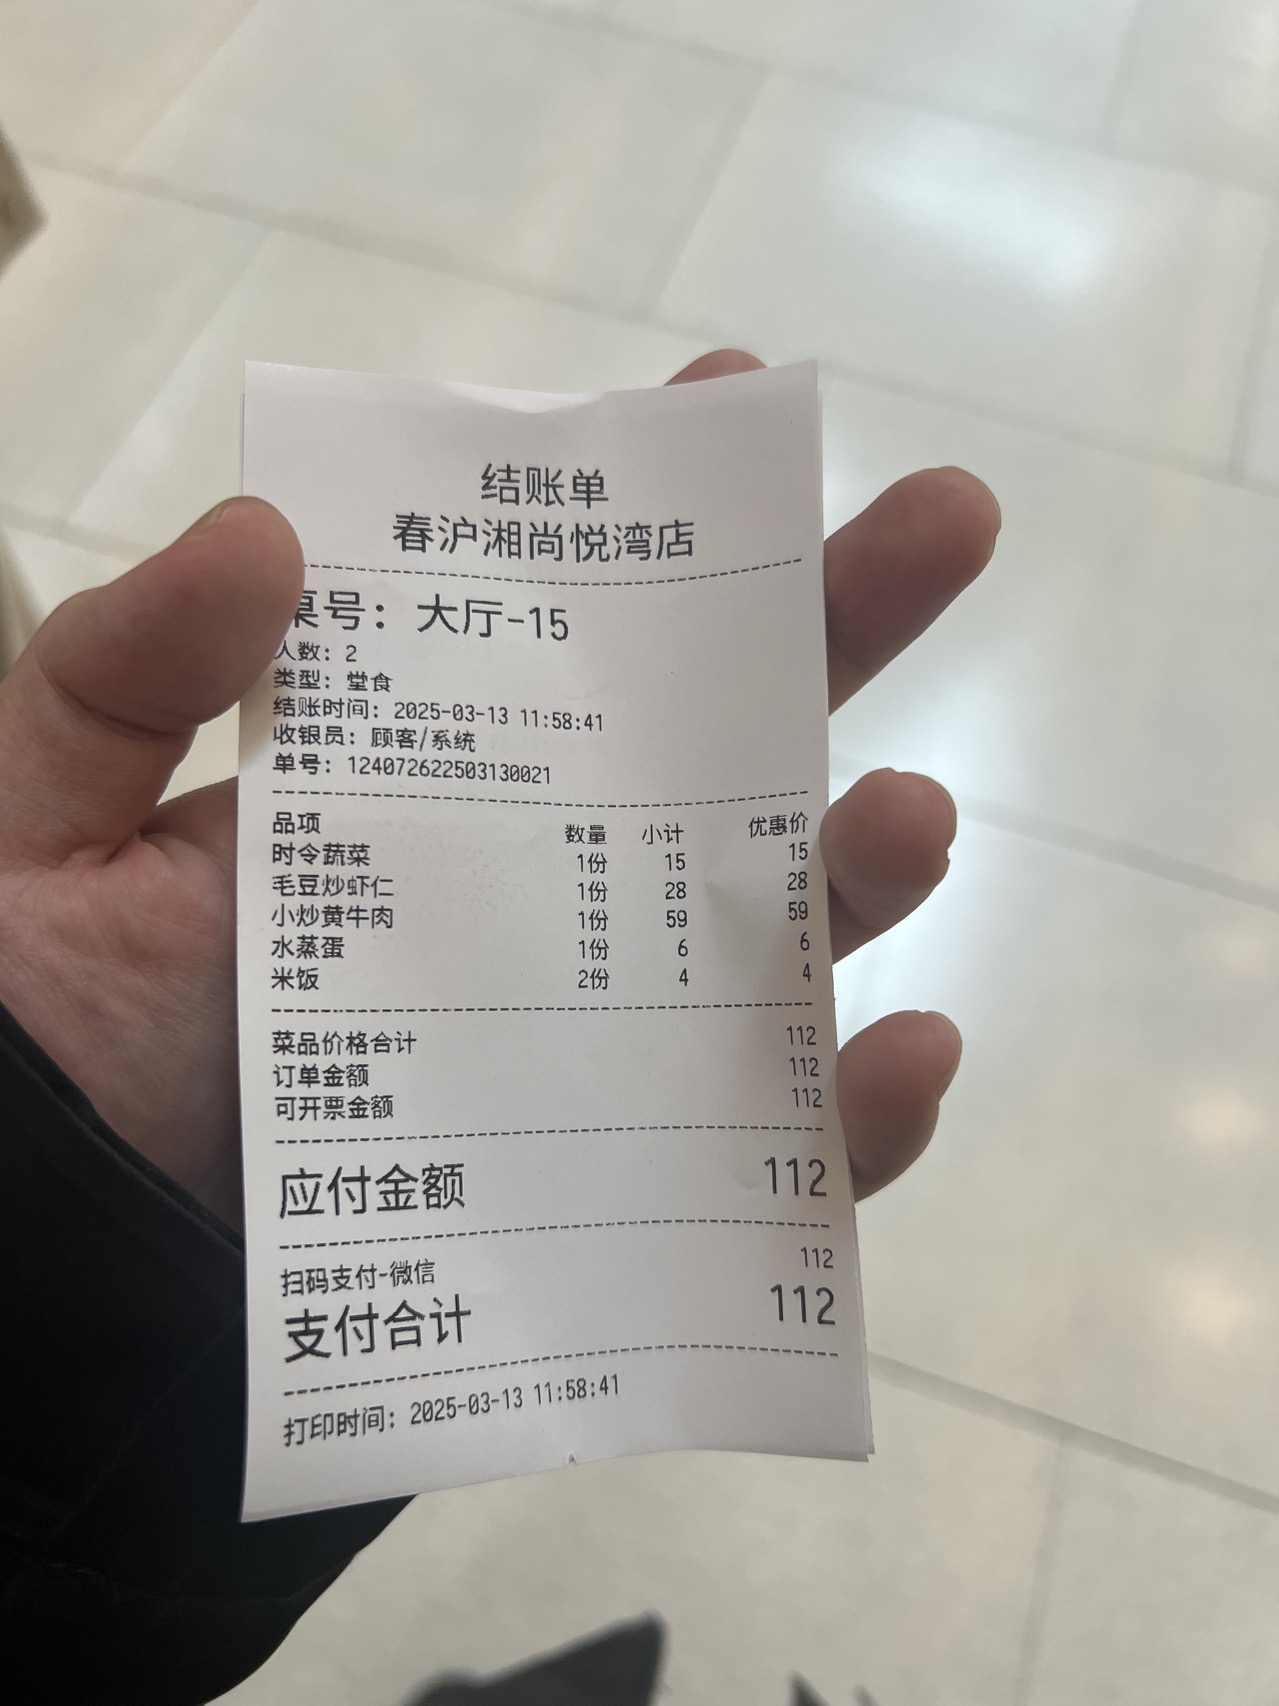 结账单
春沪湘尚悦湾店
桌号：大厅-15
人数：2
类型：堂食
结账时间：2025-03-13 11:58:41
收银员：顾客/系统
单号：124072622503130021
品项 数量 小计 优惠价
时令蔬菜 1份 15 15
毛豆炒虾仁 1份 28 28
小炒黄牛肉 1份 59 59
水蒸蛋 1份 6 6
米饭 2份 4 4
菜品价格合计 112
订单金额 112
可开票金额 112
应付金额 112
扫码支付-微信 112
支付合计 112
打印时间：2025-03-13 11:58:41